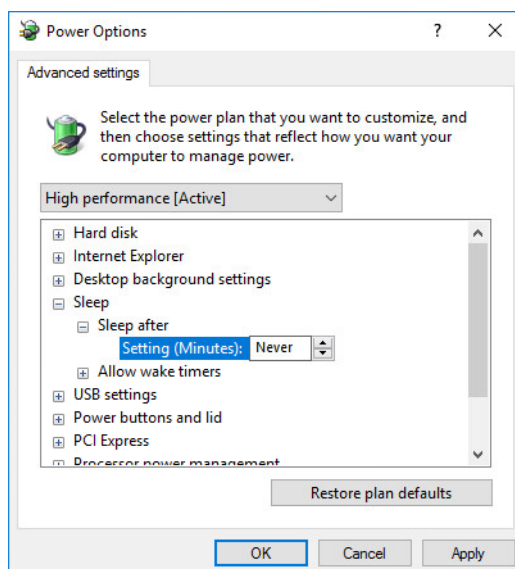 Power Options
?
Advanced settings
Select the power plan that you want to customize, and
then choose settings that reflect how you want your
computer to manage power.
High performance [Active]
Hard disk
Internet Explorer
Desktop background settings
Sleep
Sleep after
Setting (Minutes): Never
Allow wake timers
USB settings
Power buttons and lid
PCI Express
Processor power management
Restore plan defaults
OK Cancel Apply